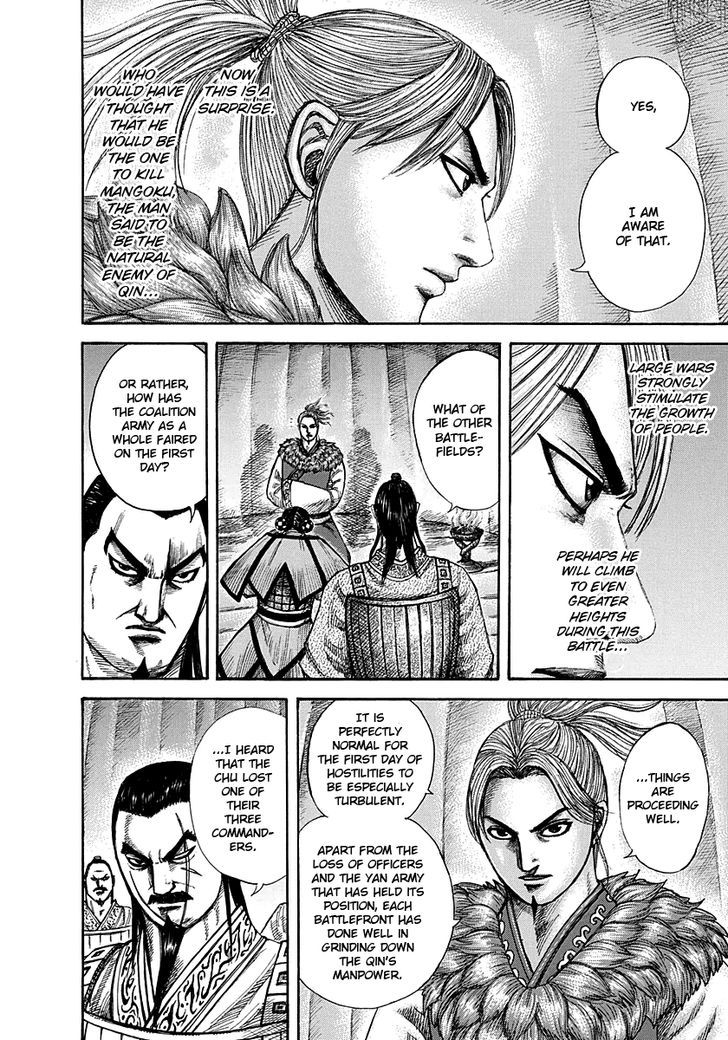 YES,
I AM
AWARE
OF THAT.
NOW
THIS IS A
SURPRISE.
WHO
WOULD HAVE
THOUGHT
THAT HE
WOULD BE
THE ONE
TO KILL
MANGOKU,
THE MAN
SAID TO
BE THE
NATURAL
ENEMY OF
QIN...
LARGE WARS
STRONGLY
STIMULATE
THE GROWTH
OF PEOPLE.
PERHAPS HE
WILL CLIMB
TO EVEN
GREATER
HEIGHTS
DURING THIS
BATTLE...
WHAT OF
THE OTHER
BATTLE-
FIELDS?
OR RATHER,
HOW HAS
THE COALITION
ARMY AS A
WHOLE FAIRED
ON THE FIRST
DAY?
...THINGS
ARE
PROCEEDING
WELL.
IT IS
PERFECTLY
NORMAL FOR
THE FIRST DAY OF
HOSTILITIES TO
BE ESPECIALLY
TURBULENT.
APART FROM THE
LOSS OF OFFICERS
AND THE YAN ARMY
THAT HAS HELD ITS
POSITION, EACH
BATTLEFRONT HAS
DONE WELL IN
GRINDING DOWN
THE QIN'S
MANPOWER.
...I HEARD
THAT THE
CHU LOST
ONE OF
THEIR
THREE
COMMAND-
ERS.